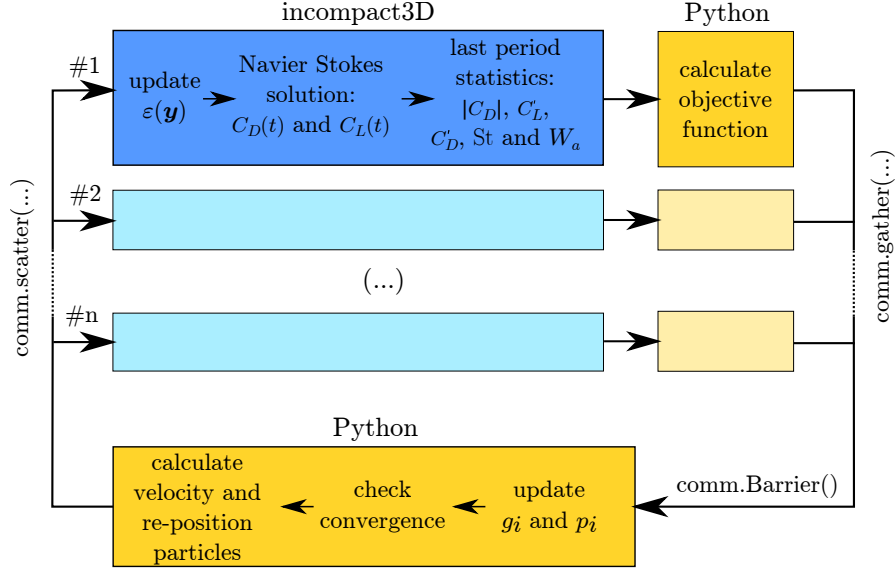 incompact3D
Python
#1
update
ε(y)
Navier Stokes
solution:
C_D(t) and C_L(t)
last period
statistics:
|C_D|, C'_L,
C'_D, St and W_a
calculate
objective
function
#2
(...)
#n
comm.scatter(...)
comm.gather(...)
Python
calculate
velocity and
re-position
particles
check
convergence
update
g_i and p_i
comm.Barrier()